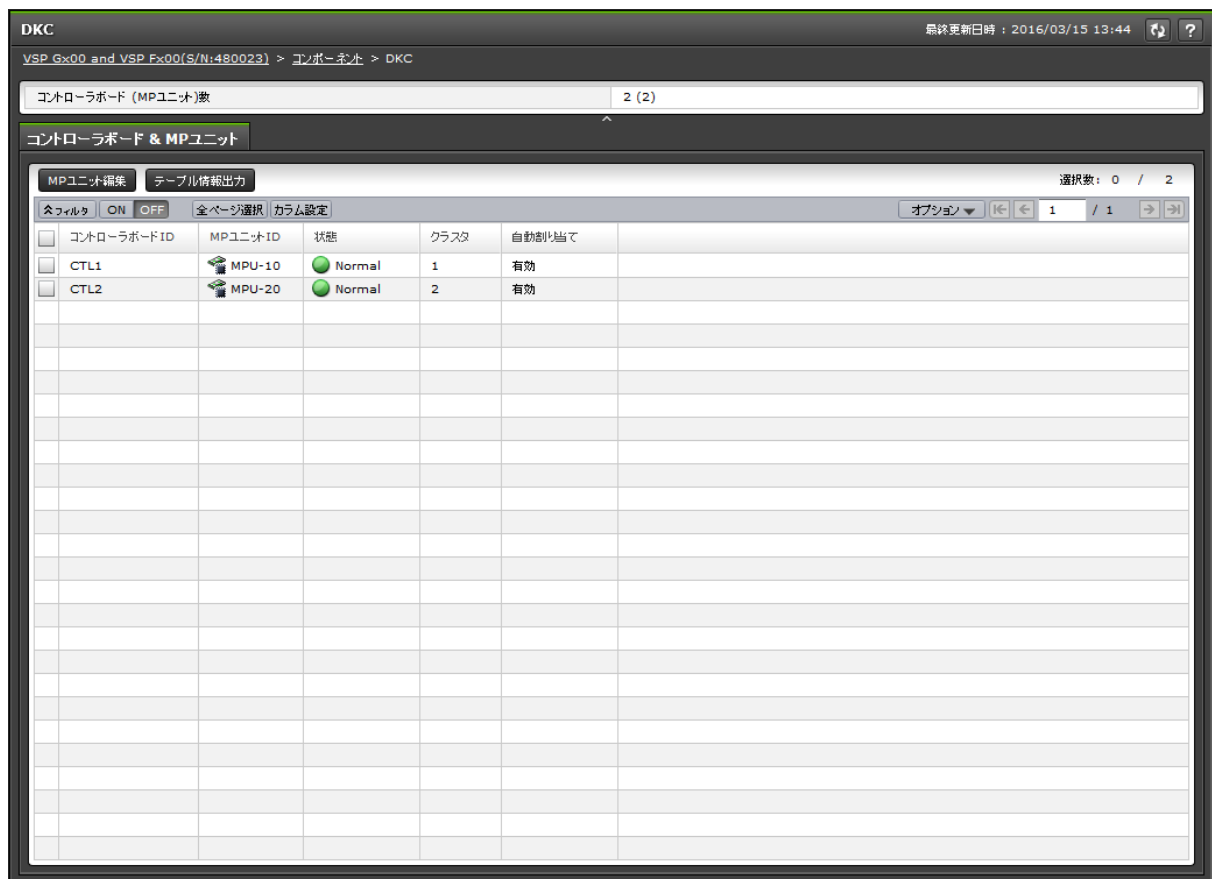 DKC 最終更新日時 : 2016/03/15 13:44 ?
VSP Gx00 and VSP Fx00(S/N:480023) > コンポーネント > DKC
コントローラボード (MPユニット)数 2 (2)
コントローラボード & MPユニット
MPユニット編集 テーブル情報出力 選択数: 0 / 2
フィルタ ON OFF 全ページ選択 カラム設定 オプション 1 / 1
コントローラボードID MPユニットID 状態 クラスタ 自動割り当て
CTL1 MPU-10 Normal 1 有効
CTL2 MPU-20 Normal 2 有効